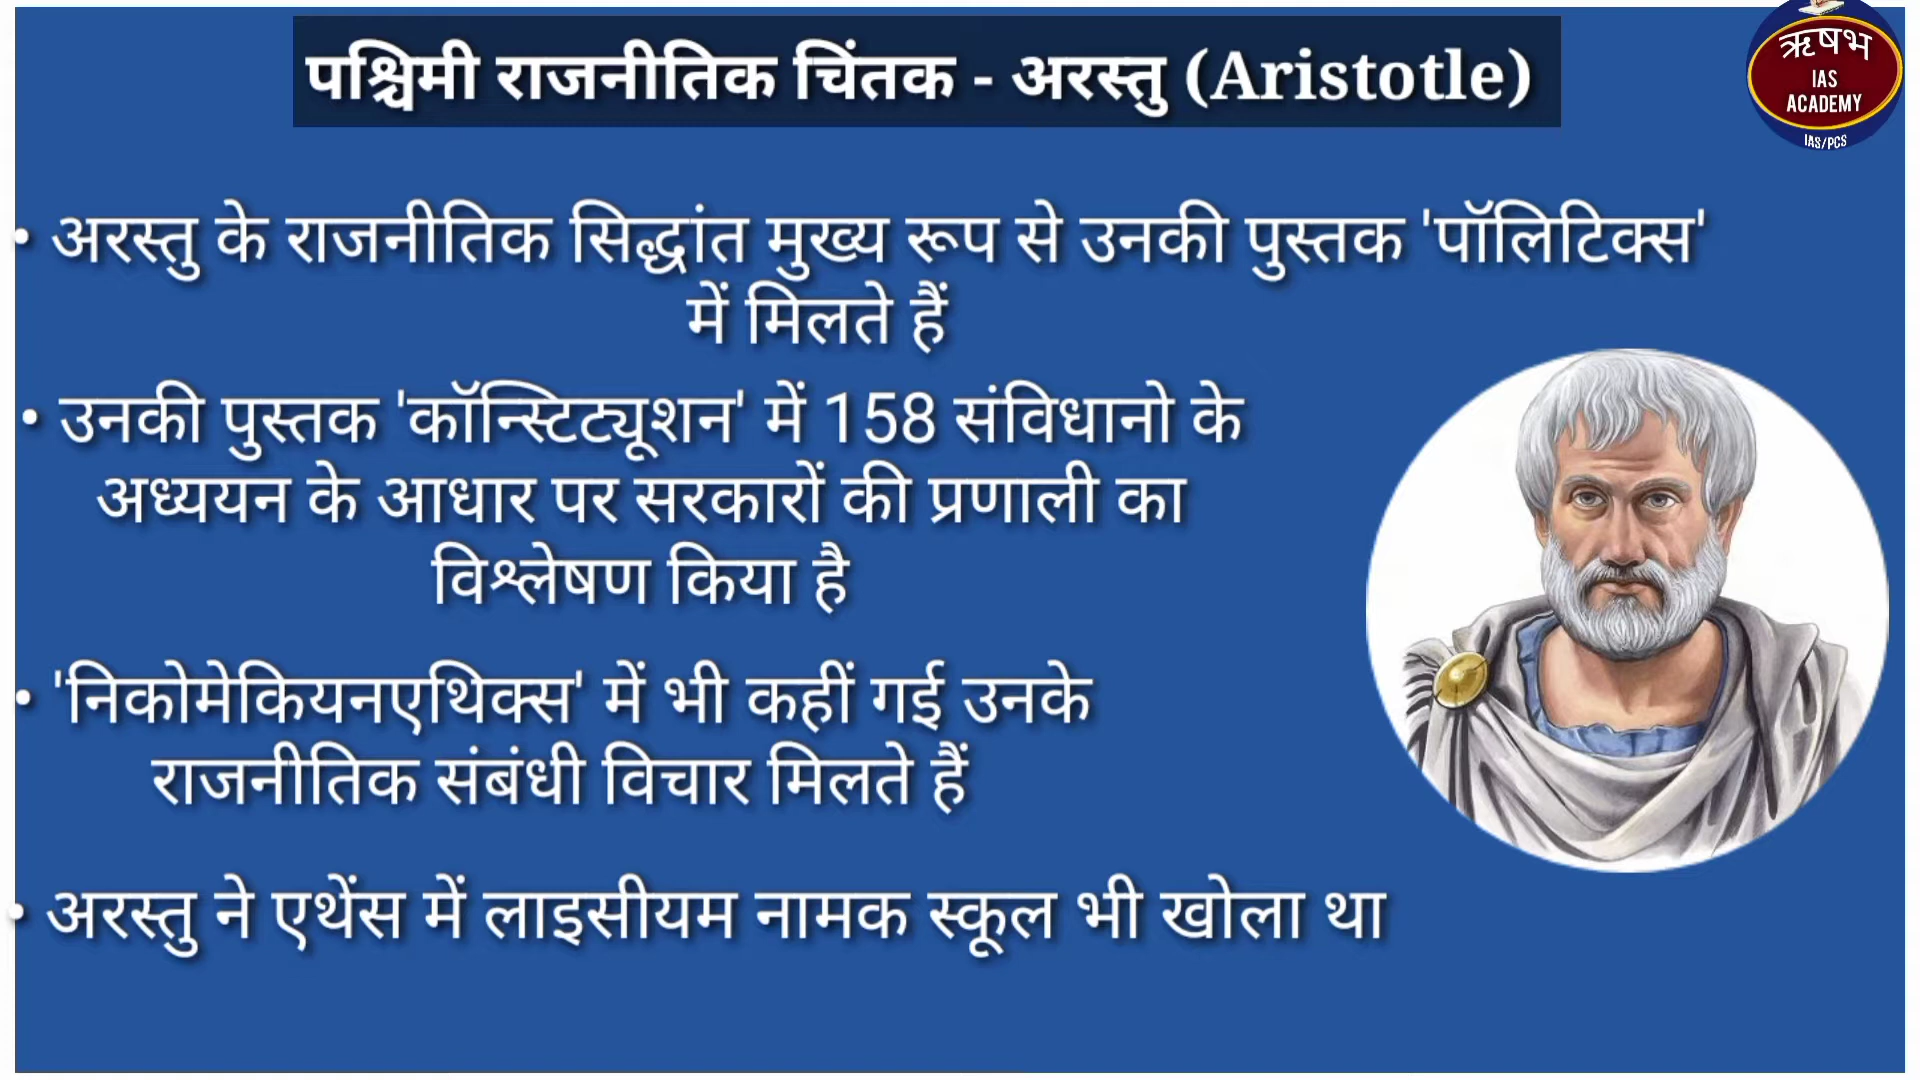 पश्चिमी राजनीतिक चिंतक - अरस्तु (Aristotle)
ऋषभ
IAS
ACADEMY
IAS/PCS
• अरस्तु के राजनीतिक सिद्धांत मुख्य रूप से उनकी पुस्तक 'पॉलिटिक्स'
में मिलते हैं
• उनकी पुस्तक 'कॉन्स्टिट्यूशन' में 158 संविधानो के
अध्ययन के आधार पर सरकारों की प्रणाली का
विश्लेषण किया है
• 'निकोमेकियनएथिक्स' में भी कहीं गई उनके
राजनीतिक संबंधी विचार मिलते हैं
• अरस्तु ने एथेंस में लाइसीयम नामक स्कूल भी खोला था